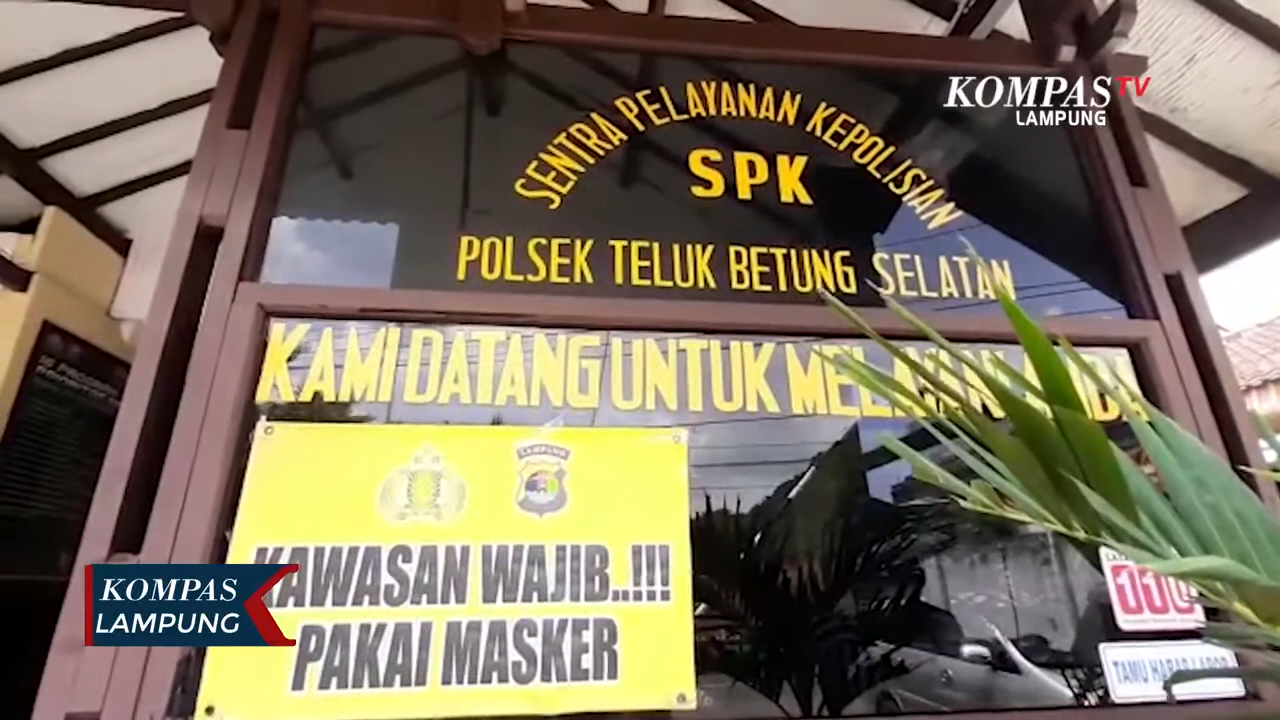 KOMPAS TV
LAMPUNG
SENTRA PELAYANAN KEPOLISIAN
SPK
POLSEK TELUK BETUNG SELATAN
KAMI DATANG UNTUK MELAYANI ANDA
LAMPUNG
KAWASAN WAJIB..!!!
PAKAI MASKER
KOMPAS
LAMPUNG
110
TAMU HARAP LAPOR